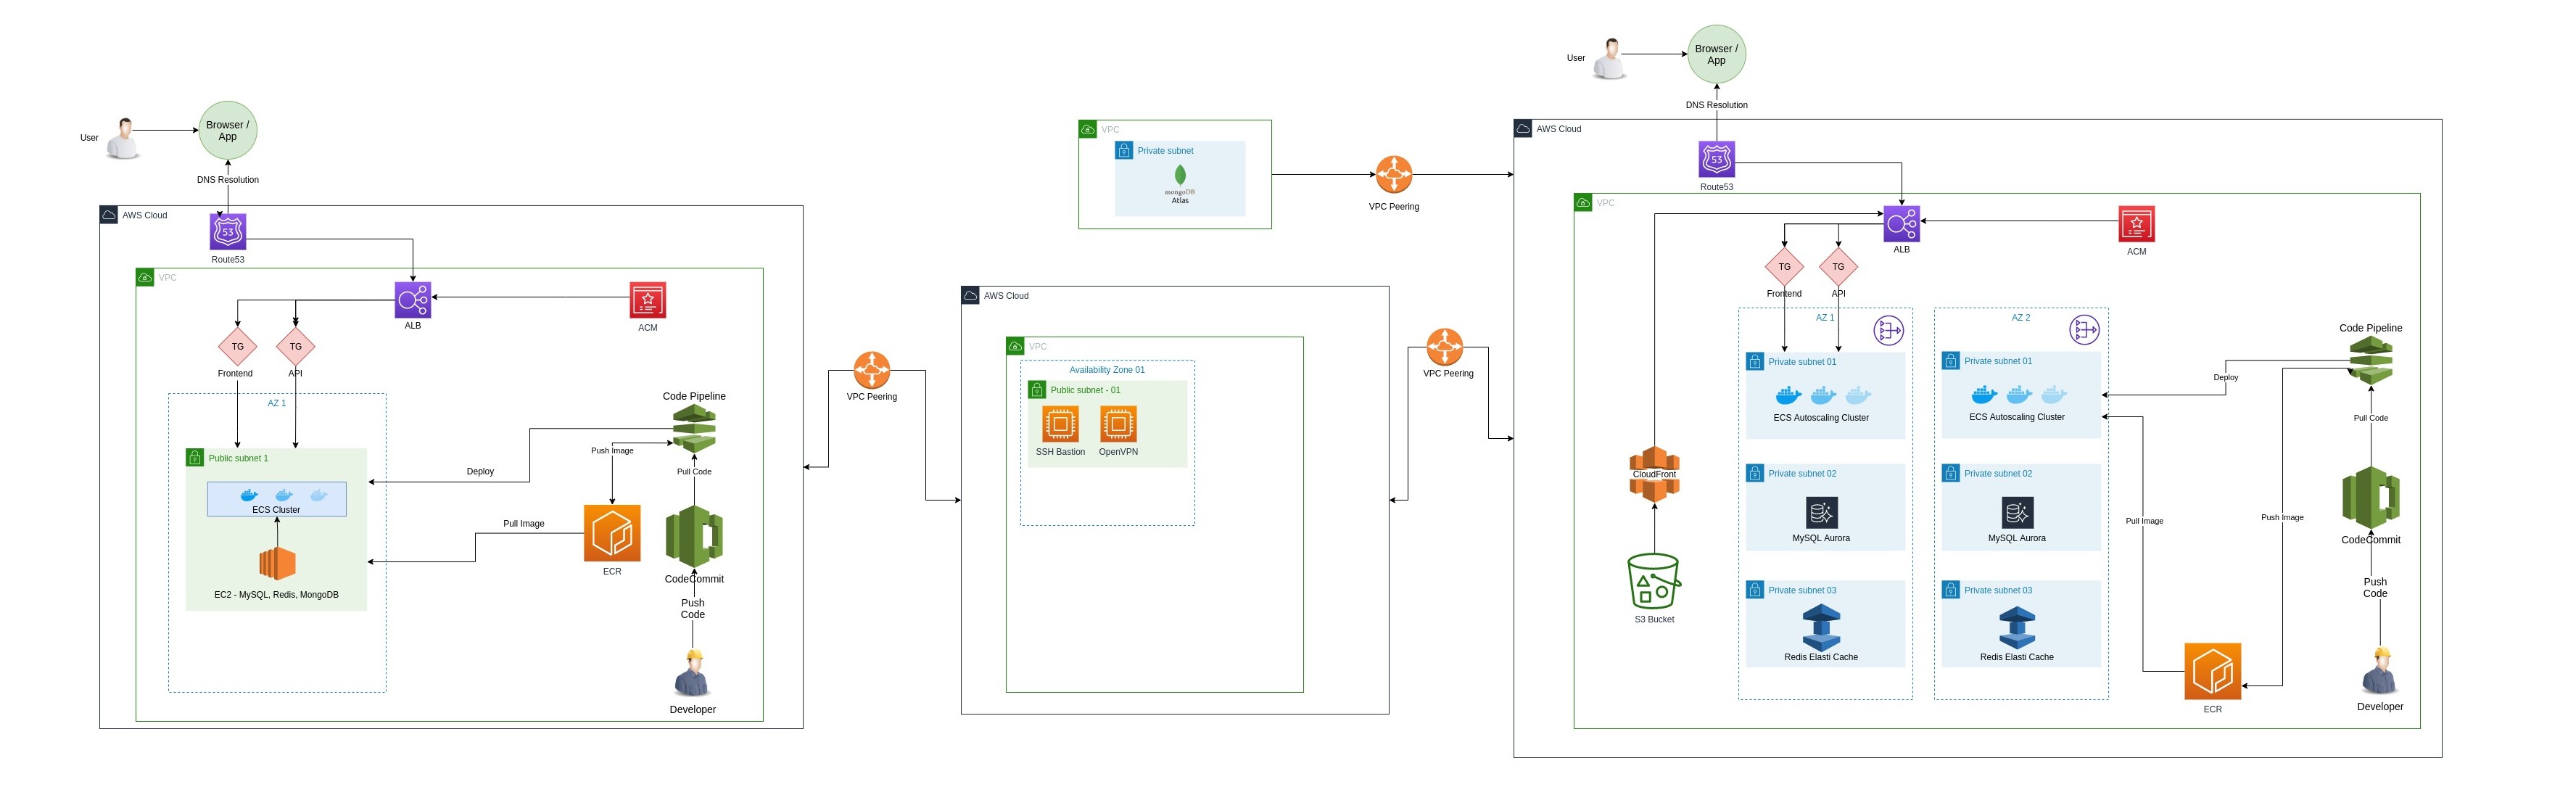 User
Browser /
App
DNS Resolution
AWS Cloud
53
Route53
VPC
ALB
ACM
TG
Frontend
TG
API
AZ 1
Public subnet 1
ECS Cluster
EC2 - MySQL, Redis, MongoDB
Deploy
Pull Image
Push Image
ECR
Code Pipeline
Pull Code
CodeCommit
Push
Code
Developer
VPC Peering
VPC
Private subnet
mongoDB
Atlas
VPC Peering
AWS Cloud
VPC
Availability Zone 01
Public subnet - 01
SSH Bastion
OpenVPN
VPC Peering
User
Browser /
App
DNS Resolution
AWS Cloud
53
Route53
VPC
ALB
ACM
TG
Frontend
TG
API
CloudFront
S3 Bucket
AZ 1
Private subnet 01
ECS Autoscaling Cluster
Private subnet 02
MySQL Aurora
Private subnet 03
Redis Elasti Cache
AZ 2
Private subnet 01
ECS Autoscaling Cluster
Private subnet 02
MySQL Aurora
Private subnet 03
Redis Elasti Cache
Deploy
Pull Image
Push Image
ECR
Code Pipeline
Pull Code
CodeCommit
Push
Code
Developer